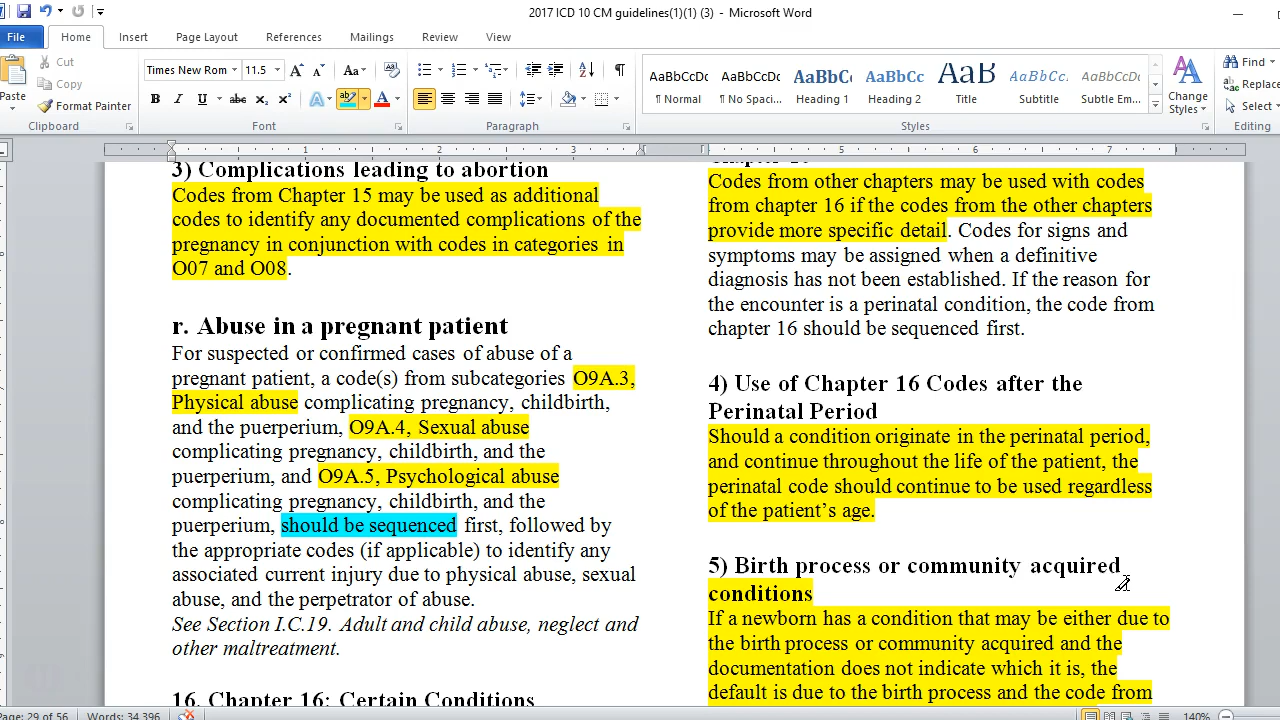 2017 ICD 10 CM guidelines(1)(1) (3) - Microsoft Word
File Home Insert Page Layout References Mailings Review View
Cut
Copy
Format Painter
Paste
Clipboard
Times New Rom 11.5
Font
Paragraph
AaBbCcDc AaBbCcDc AaBbC AaBbCc AaB AaBbCcL AaBbCcDc
¶ Normal ¶ No Spaci... Heading 1 Heading 2 Title Subtitle Subtle Em...
Change Styles
Styles
Find
Replace
Select
Editing
1 2 3 5 6 7
3) Complications leading to abortion
Codes from Chapter 15 may be used as additional
codes to identify any documented complications of the
pregnancy in conjunction with codes in categories in
O07 and O08.
r. Abuse in a pregnant patient
For suspected or confirmed cases of abuse of a
pregnant patient, a code(s) from subcategories O9A.3,
Physical abuse complicating pregnancy, childbirth,
and the puerperium, O9A.4, Sexual abuse
complicating pregnancy, childbirth, and the
puerperium, and O9A.5, Psychological abuse
complicating pregnancy, childbirth, and the
puerperium, should be sequenced first, followed by
the appropriate codes (if applicable) to identify any
associated current injury due to physical abuse, sexual
abuse, and the perpetrator of abuse.
See Section I.C.19. Adult and child abuse, neglect and
other maltreatment.
16. Chapter 16: Certain Conditions
Codes from other chapters may be used with codes
from chapter 16 if the codes from the other chapters
provide more specific detail. Codes for signs and
symptoms may be assigned when a definitive
diagnosis has not been established. If the reason for
the encounter is a perinatal condition, the code from
chapter 16 should be sequenced first.
4) Use of Chapter 16 Codes after the
Perinatal Period
Should a condition originate in the perinatal period,
and continue throughout the life of the patient, the
perinatal code should continue to be used regardless
of the patient's age.
5) Birth process or community acquired
conditions
If a newborn has a condition that may be either due to
the birth process or community acquired and the
documentation does not indicate which it is, the
default is due to the birth process and the code from
Page: 29 of 56 Words: 34,396 140%